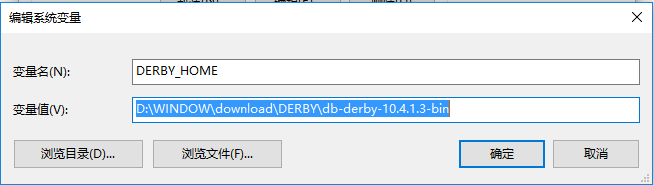 编辑系统变量
变量名(N):
DERBY_HOME
变量值(V):
D:\WINDOW\download\DERBY\db-derby-10.4.1.3-bin
浏览目录(D)...
浏览文件(F)...
确定
取消